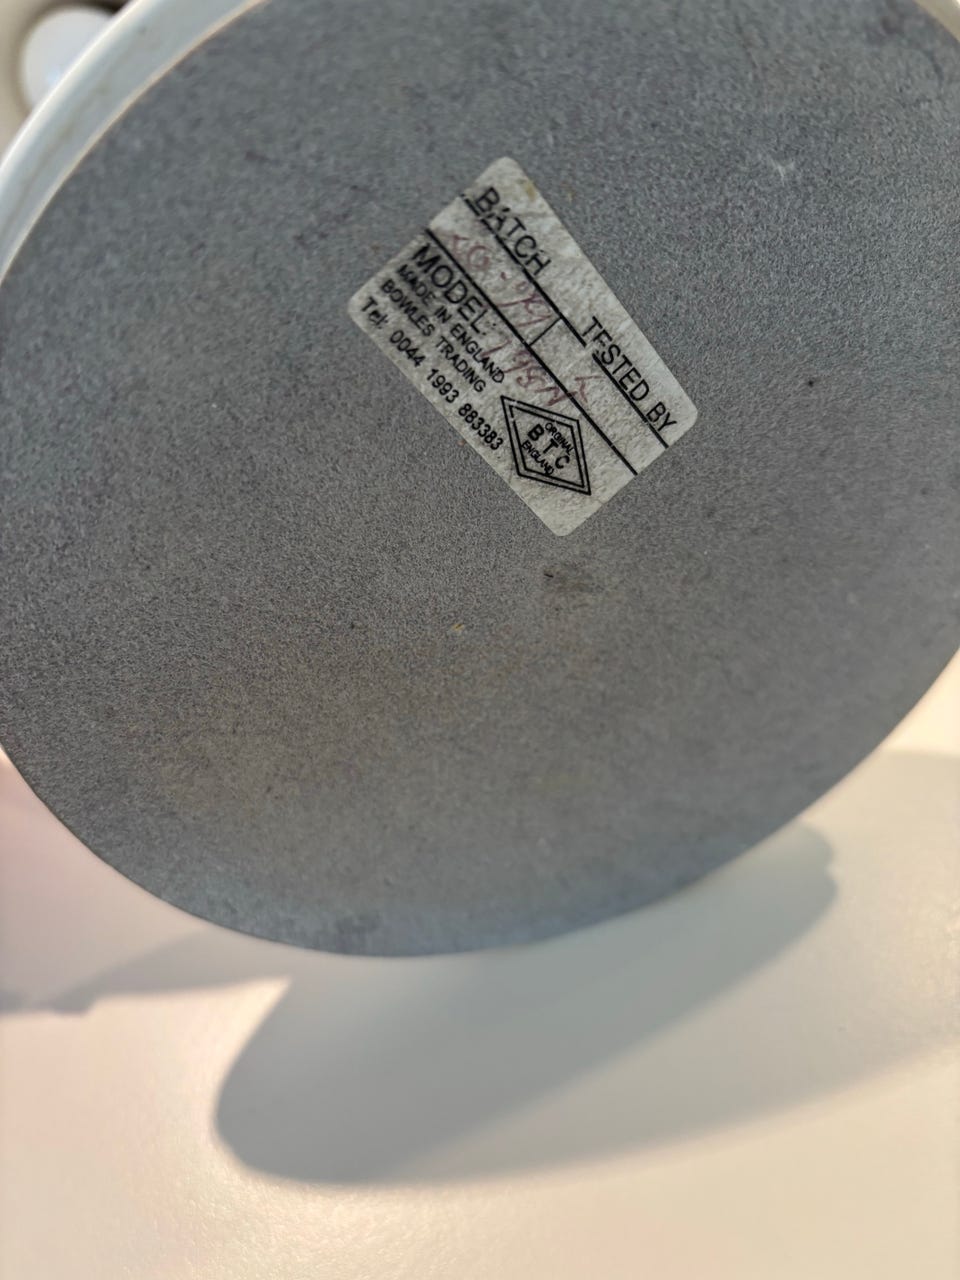 BATCH
TESTED BY
MODEL:
MADE IN ENGLAND
BOWLES TRADING
Tel: 0044 1993 883383
ORIGINAL
BTC
ENGLAND